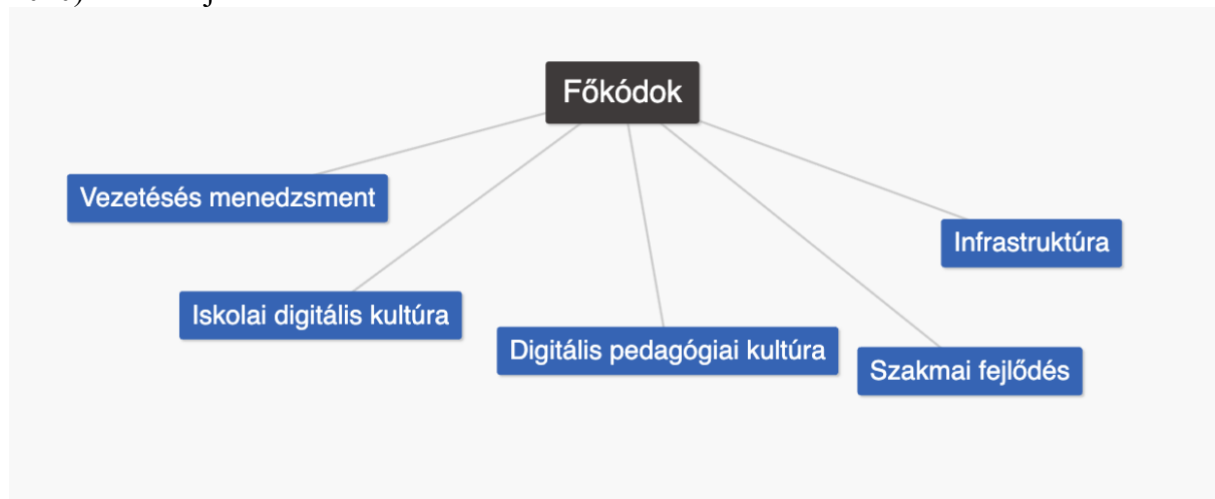 Főkódok
Vezetésés menedzsment
Infrastruktúra
Iskolai digitális kultúra
Digitális pedagógiai kultúra
Szakmai fejlődés